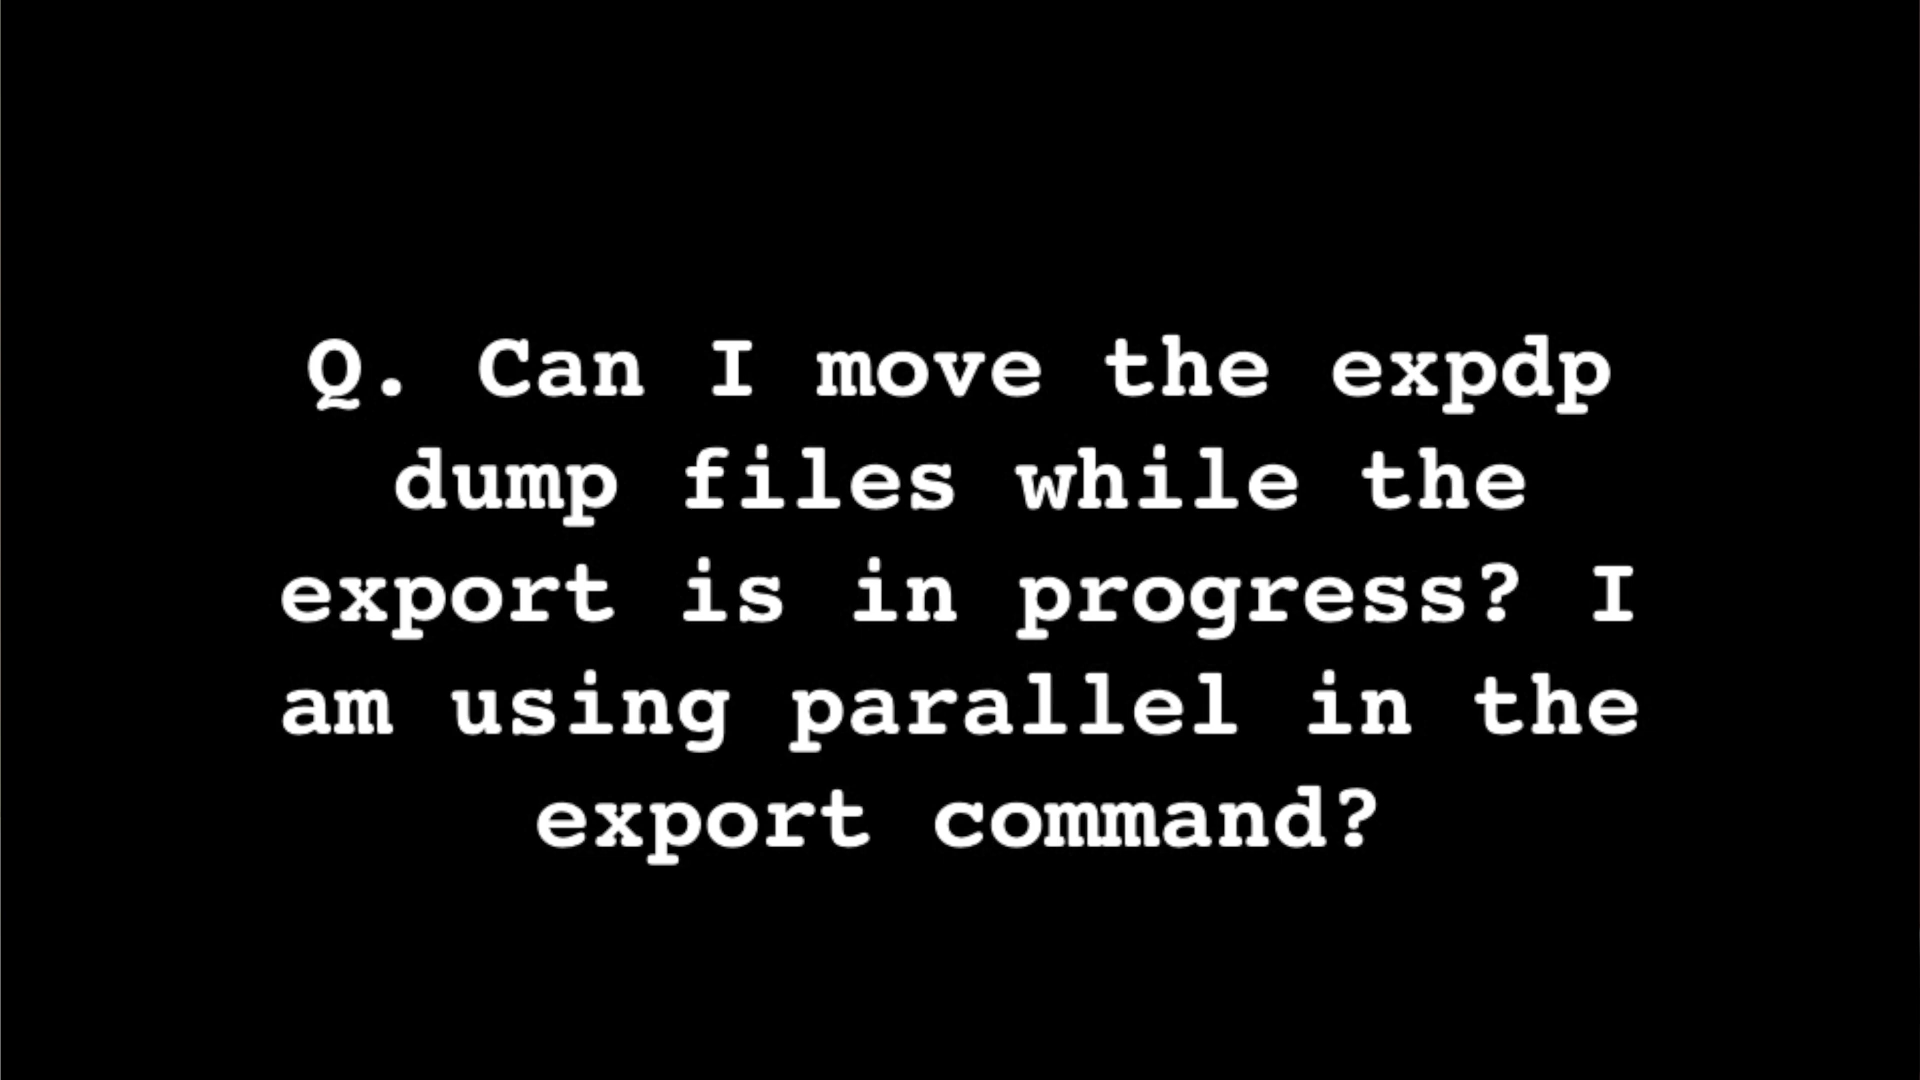 Q. Can I move the expdp
dump files while the
export is in progress? I
am using parallel in the
export command?